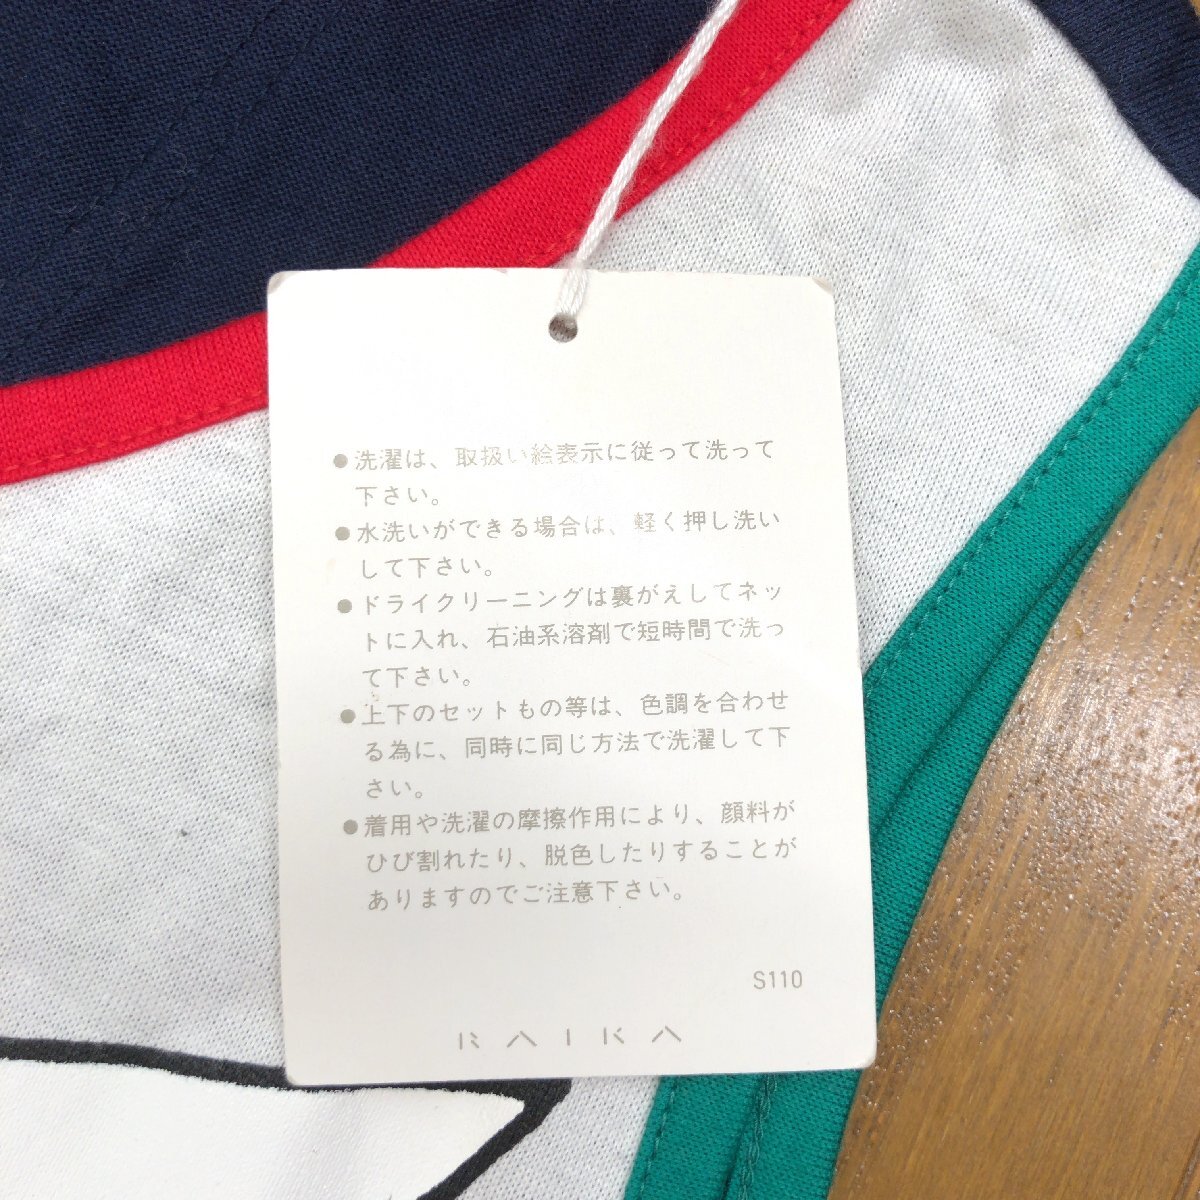 ●洗濯は、取扱い絵表示に従って洗って
下さい。
●水洗いができる場合は、軽く押し洗い
して下さい。
●ドライクリーニングは裏がえしてネッ
トに入れ、石油系溶剤で短時間で洗っ
て下さい。
●上下のセットもの等は、色調を合わせ
る為に、同時に同じ方法で洗濯して下
さい。
●着用や洗濯の摩擦作用により、顔料が
ひび割れたり、脱色したりすることが
ありますのでご注意下さい。
S110
RAIKA